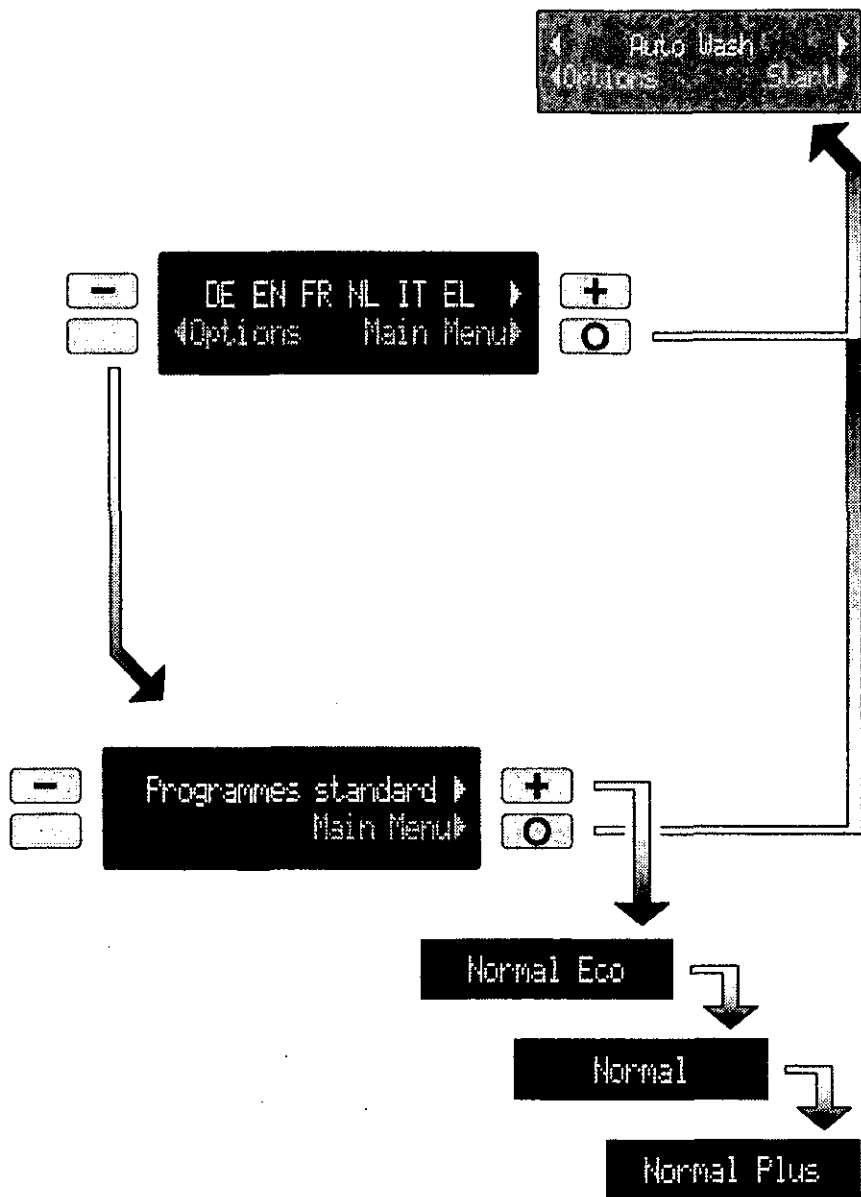 ◀ Auto Wash ▶
◀Options Start▶
− DE EN FR NL IT EL ▶ +
◀Options Main Menu▶ O
− Programmes standard ▶ +
Main Menu▶ O
Normal Eco
Normal
Normal Plus